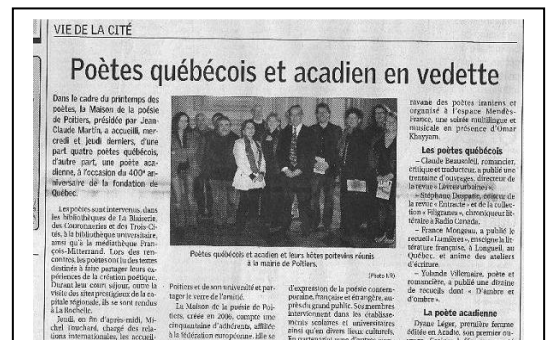 VIE DE LA CITÉ
Poètes québécois et acadien en vedette
Dans le cadre du printemps des
poètes, la Maison de la poésie
de Poitiers, présidée par Jean-
Claude Martin, a accueilli, mer-
credi et jeudi derniers, d'une
part quatre poètes québécois,
d'autre part, une poète aca-
dienne, à l'occasion du 400e an-
niversaire de la fondation de
Québec.
Les poètes sont intervenus, dans
les bibliothèques de La Blaiserie,
des Couronneries et des Trois Ci-
tés, à la bibliothèque universitaire,
ainsi qu'à la médiathèque Fran-
çois-Mitterrand. Lors des ren-
contres, les poètes ont lu des textes
destinés à faire partager leurs ex-
périences de la création poétique.
Durant leur court séjour, outre la
visite des sites prestigieux de la ca-
pitale régionale, ils se sont rendus
à La Rochelle.
Jeudi, en fin d'après-midi, Mi-
chel Touchard, chargé des rela-
tions internationales, les accueil-
Poètes québécois et acadien et leurs hôtes poitevins réunis
à la mairie de Poitiers.
(Photo NR)
Poitiers et de son université et par-
tager le verre de l'amitié.
La Maison de la poésie de Poi-
tiers, créée en 2006, compte une
cinquantaine d'adhérents, affiliée
à la fédération européenne, elle se
d'expression de la poésie contem-
poraine, française et étrangère, au-
près du grand public. Ses membres
interviennent dans les établisse-
ments scolaires et universitaires
ainsi qu'en divers lieux culturels.
En partenariat
ravane des poètes iraniens et
organisé à l'espace Mendès-
France, une soirée multilingue et
musicale en présence d'Omar
Khayyam.
Les poètes québécois
– Claude Beausoleil, romancier,
critique et traducteur, a publié une
trentaine d'ouvrages, directeur de
la revue « Lèvres urbaines ».
– Stéphane Despatie, créateur de
la revue « Entracte » et de la collec-
tion « Filigranes », chroniqueur lit-
téraire à Radio Canada.
– France Mongeau, a publié le
recueil « Lumières », enseigne la lit-
térature française, à Longueil, au
Québec, et anime des ateliers
d'écriture.
– Yolande Villemaire, poète et
romancière, a publié une dizaine
de recueils dont « D'ambre et
d'ombre ».
La poète acadienne
Dyane Léger, première femme
éditée en Acadie, son premier ou-